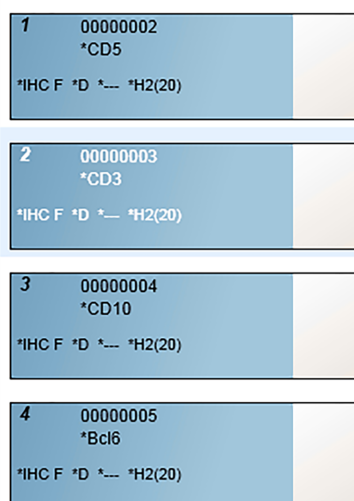 1 00000002
*CD5
*IHC F *D *--- *H2(20)
2 00000003
*CD3
*IHC F *D *--- *H2(20)
3 00000004
*CD10
*IHC F *D *--- *H2(20)
4 00000005
*Bcl6
*IHC F *D *--- *H2(20)